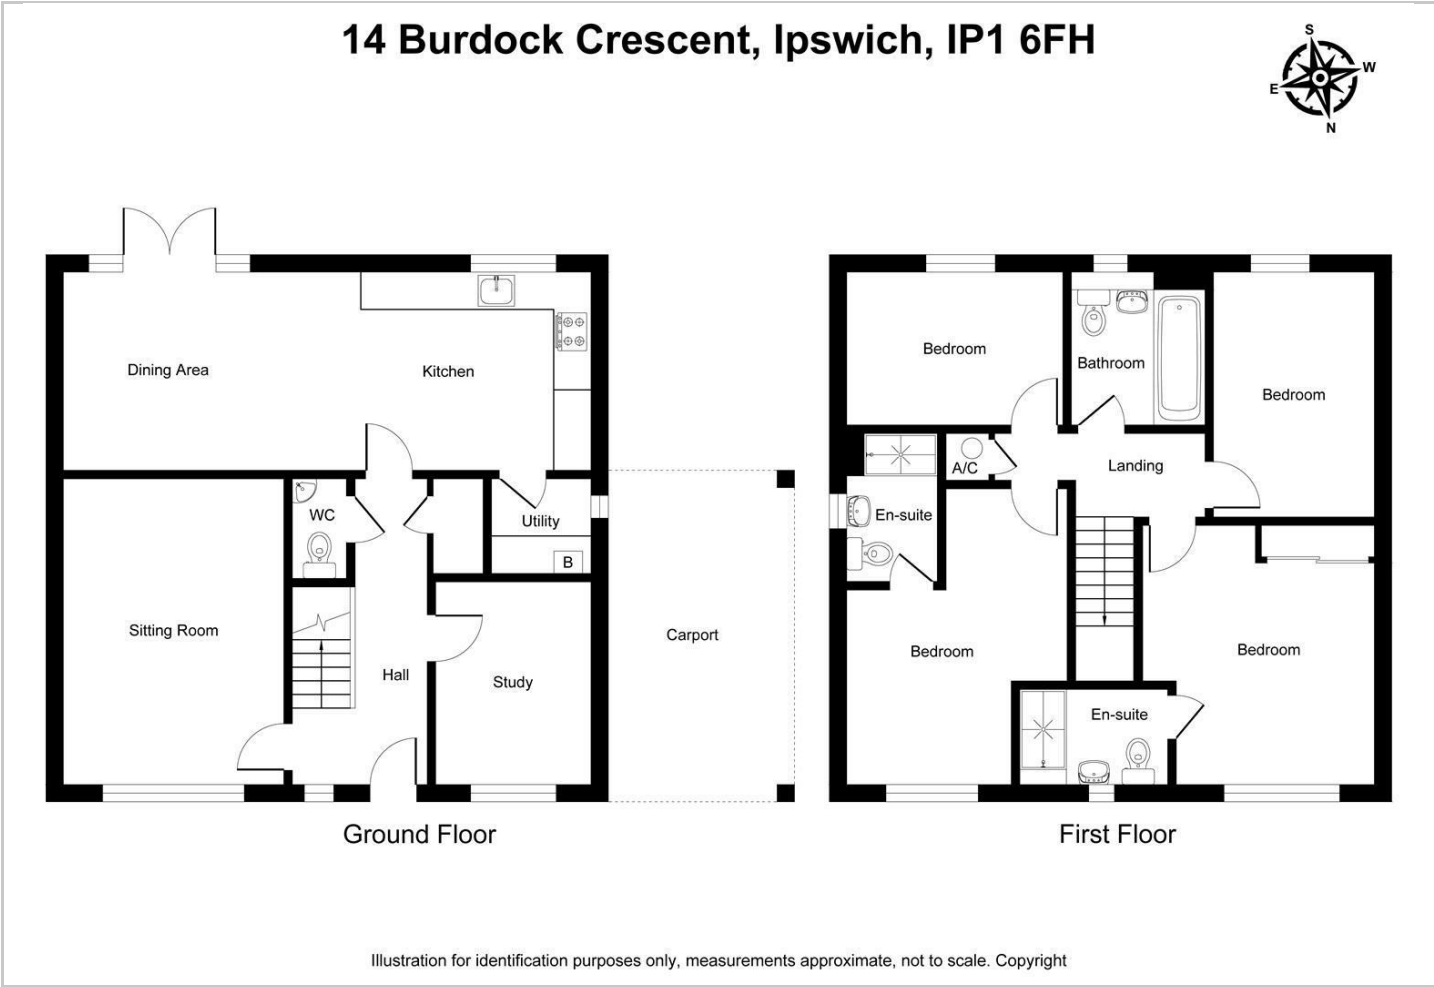 14 Burdock Crescent, Ipswich, IP1 6FH
S
W
E
N
Dining Area
Kitchen
WC
Utility
B
Sitting Room
Hall
Study
Carport
Ground Floor
Bedroom
Bathroom
Bedroom
A/C
Landing
En-suite
Bedroom
Bedroom
En-suite
First Floor
Illustration for identification purposes only, measurements approximate, not to scale. Copyright